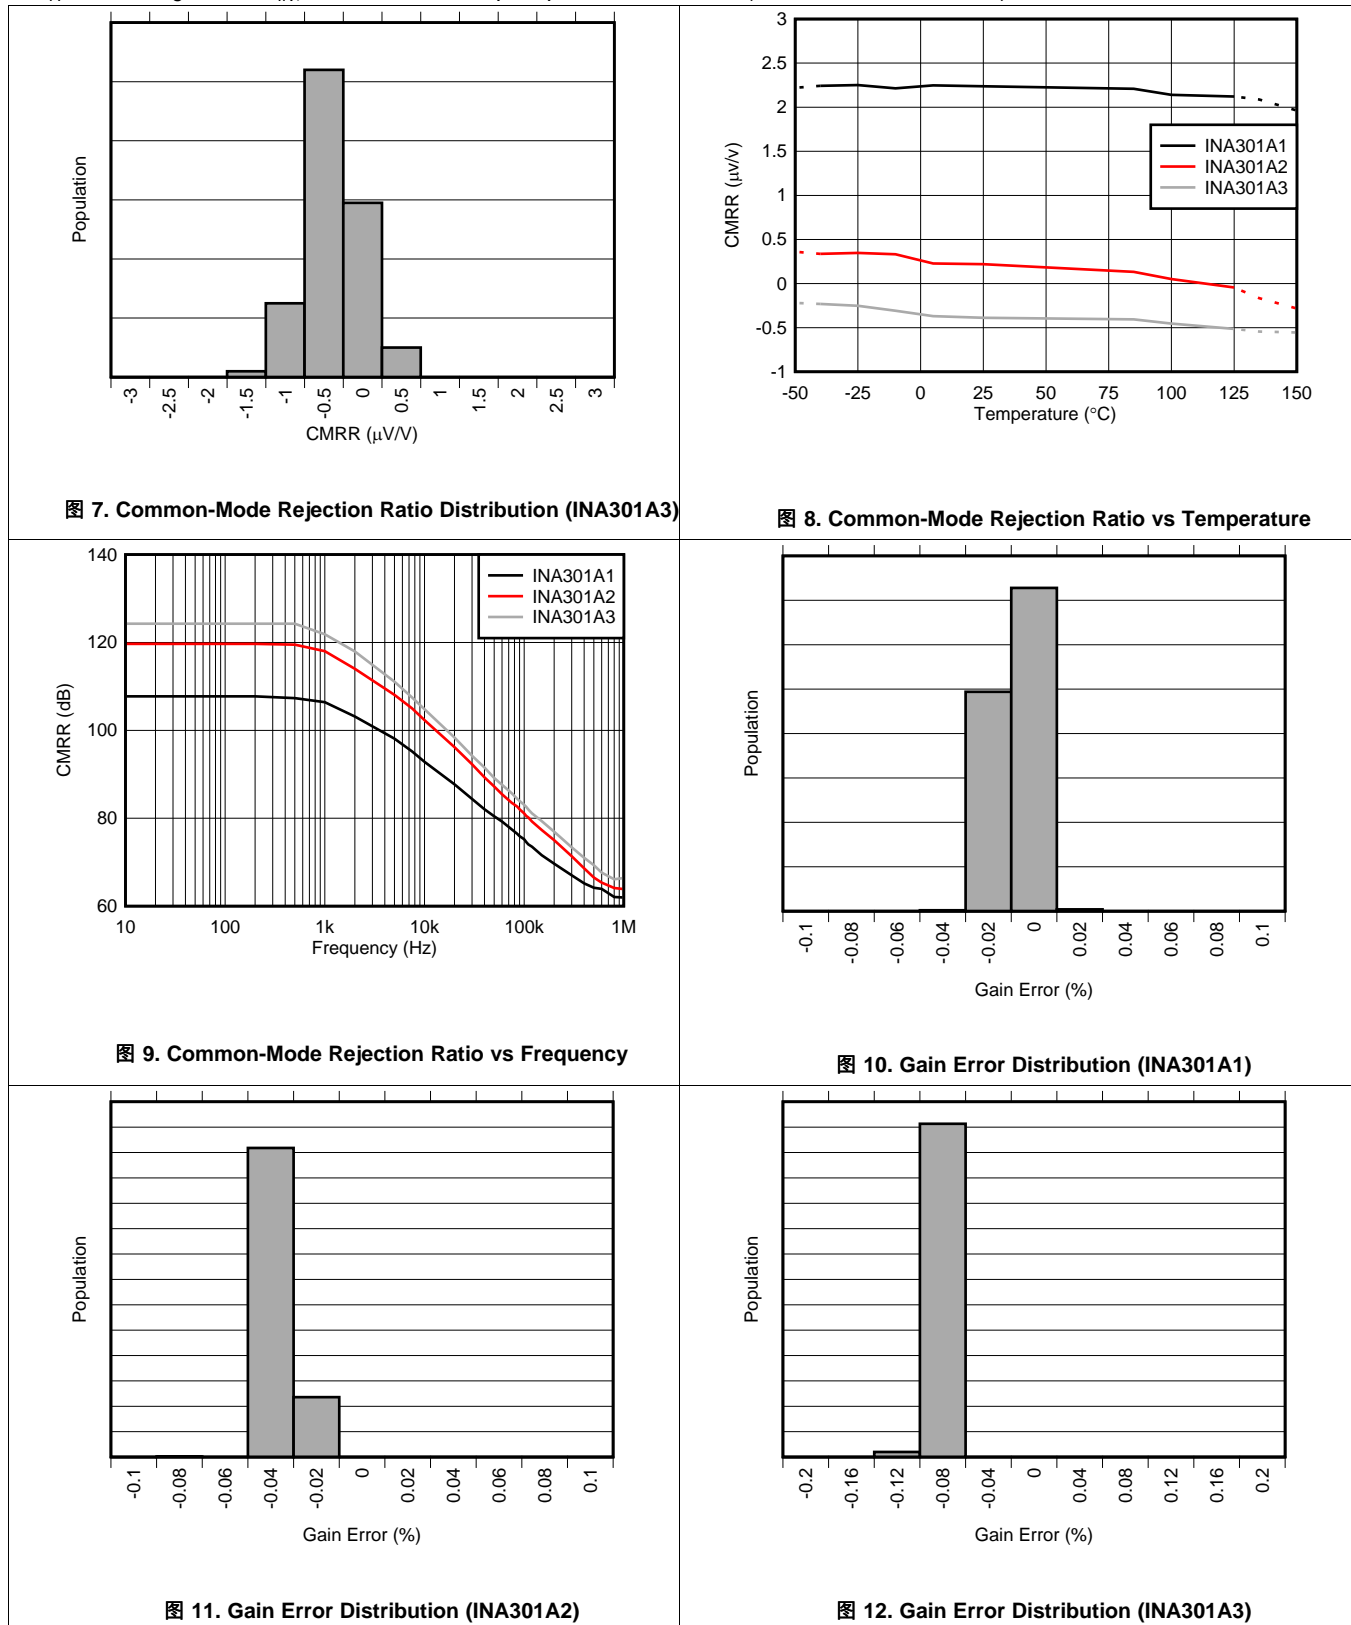 Population
-3 -2.5 -2 -1.5 -1 -0.5 0 0.5 1 1.5 2 2.5 3
CMRR (μV/V)
图 7. Common-Mode Rejection Ratio Distribution (INA301A3)
3
2.5
2
1.5
1
0.5
0
-0.5
-1
CMRR (μv/v)
INA301A1
INA301A2
INA301A3
-50 -25 0 25 50 75 100 125 150
Temperature (°C)
图 8. Common-Mode Rejection Ratio vs Temperature
140
120
100
80
60
CMRR (dB)
INA301A1
INA301A2
INA301A3
10 100 1k 10k 100k 1M
Frequency (Hz)
图 9. Common-Mode Rejection Ratio vs Frequency
Population
-0.1 -0.08 -0.06 -0.04 -0.02 0 0.02 0.04 0.06 0.08 0.1
Gain Error (%)
图 10. Gain Error Distribution (INA301A1)
Population
-0.1 -0.08 -0.06 -0.04 -0.02 0 0.02 0.04 0.06 0.08 0.1
Gain Error (%)
图 11. Gain Error Distribution (INA301A2)
Population
-0.2 -0.16 -0.12 -0.08 -0.04 0 0.04 0.08 0.12 0.16 0.2
Gain Error (%)
图 12. Gain Error Distribution (INA301A3)